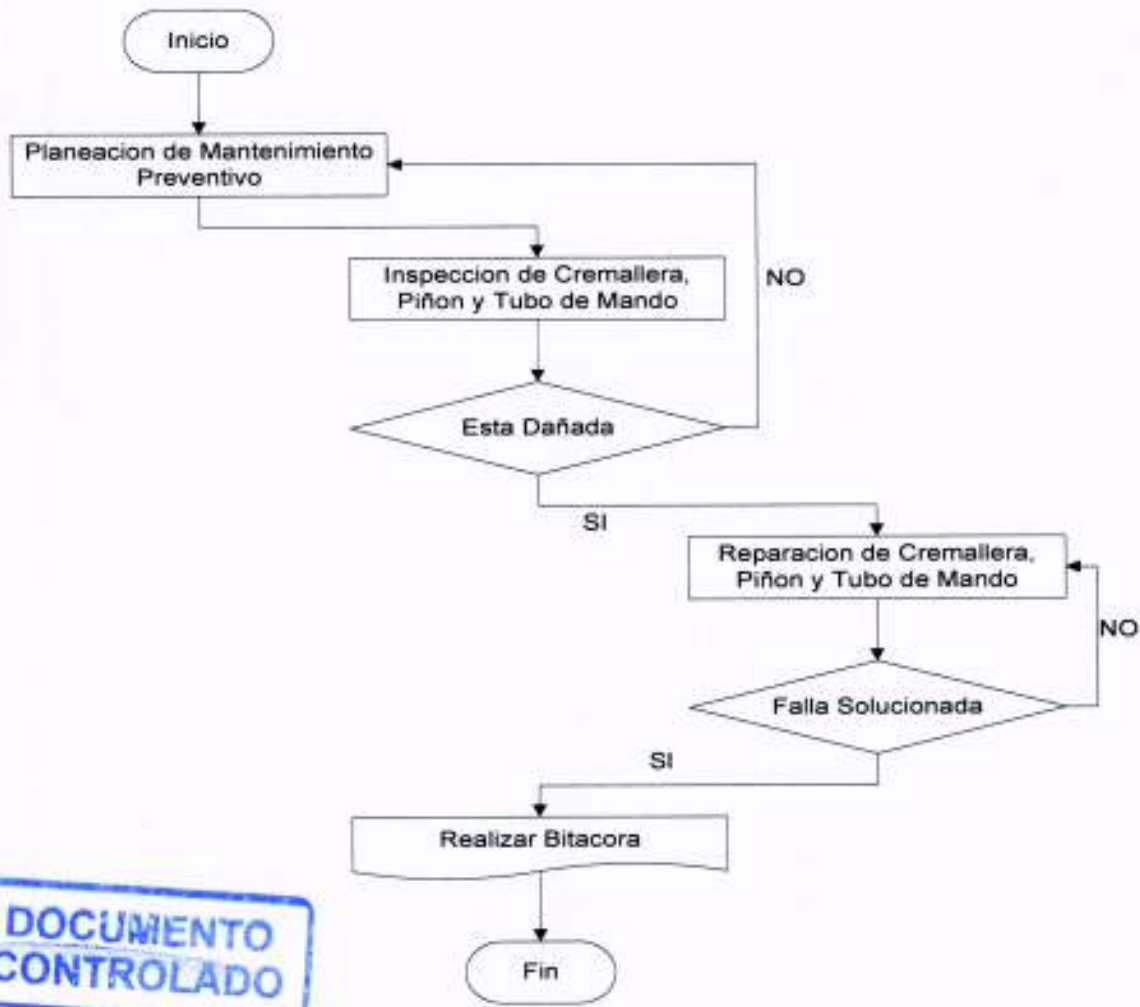 Inicio
Planeacion de Mantenimiento
Preventivo
Inspeccion de Cremallera,
Piñon y Tubo de Mando
NO
Esta Dañada
SI
Reparacion de Cremallera,
Piñon y Tubo de Mando
NO
Falla Solucionada
SI
Realizar Bitacora
DOCUMENTO
CONTROLADO
Fin